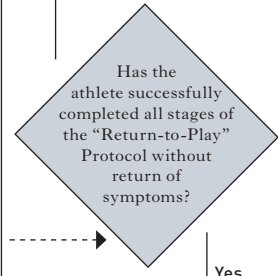 Has the
athlete successfully
completed all stages of
the “Return-to-Play”
Protocol without
return of
symptoms?
Yes